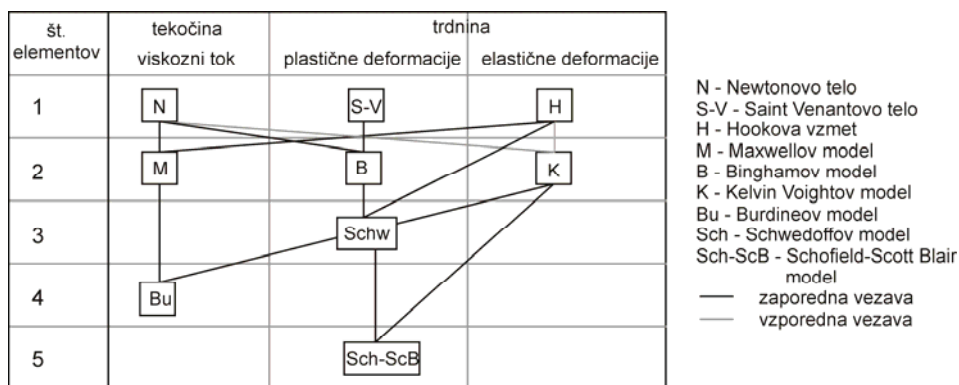 št.
elementov
tekočina
viskozni tok
trdnina
plastične deformacije
elastične deformacije
1
N
S-V
H
2
M
B
K
3
Schw
4
Bu
5
Sch-ScB
N - Newtonovo telo
S-V - Saint Venantovo telo
H - Hookova vzmet
M - Maxwellov model
B - Binghamov model
K - Kelvin Voightov model
Bu - Burdineov model
Sch - Schwedoffov model
Sch-ScB - Schofield-Scott Blair
model
zaporedna vezava
vzporedna vezava